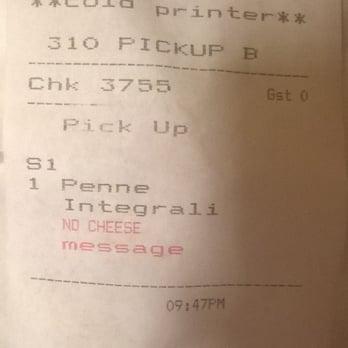 **Cold printer**
310 PICKUP B
Chk 3755 Gst 0
Pick Up
S1
1 Penne
Integrali
NO CHEESE
message
09:47PM